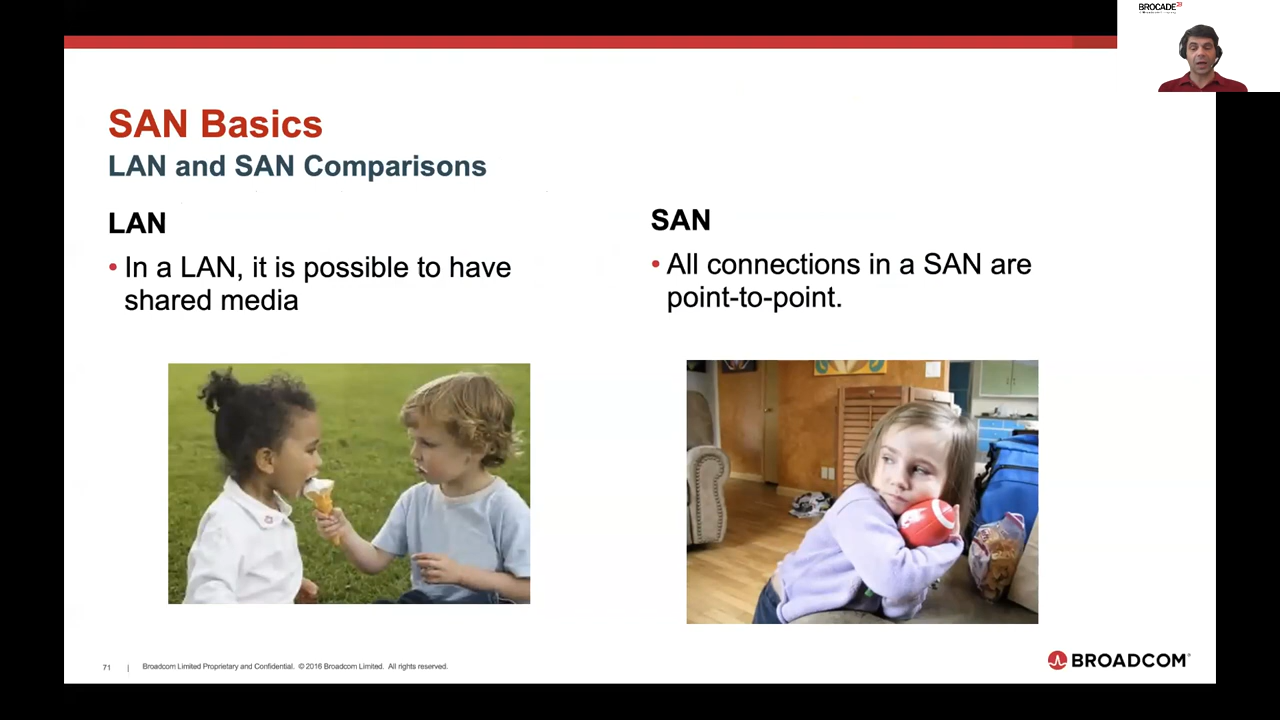 BROCADE
SAN Basics
LAN and SAN Comparisons
LAN
• In a LAN, it is possible to have
shared media
SAN
• All connections in a SAN are
point-to-point.
71 | Broadcom Limited Proprietary and Confidential. © 2016 Broadcom Limited. All rights reserved.
BROADCOM®